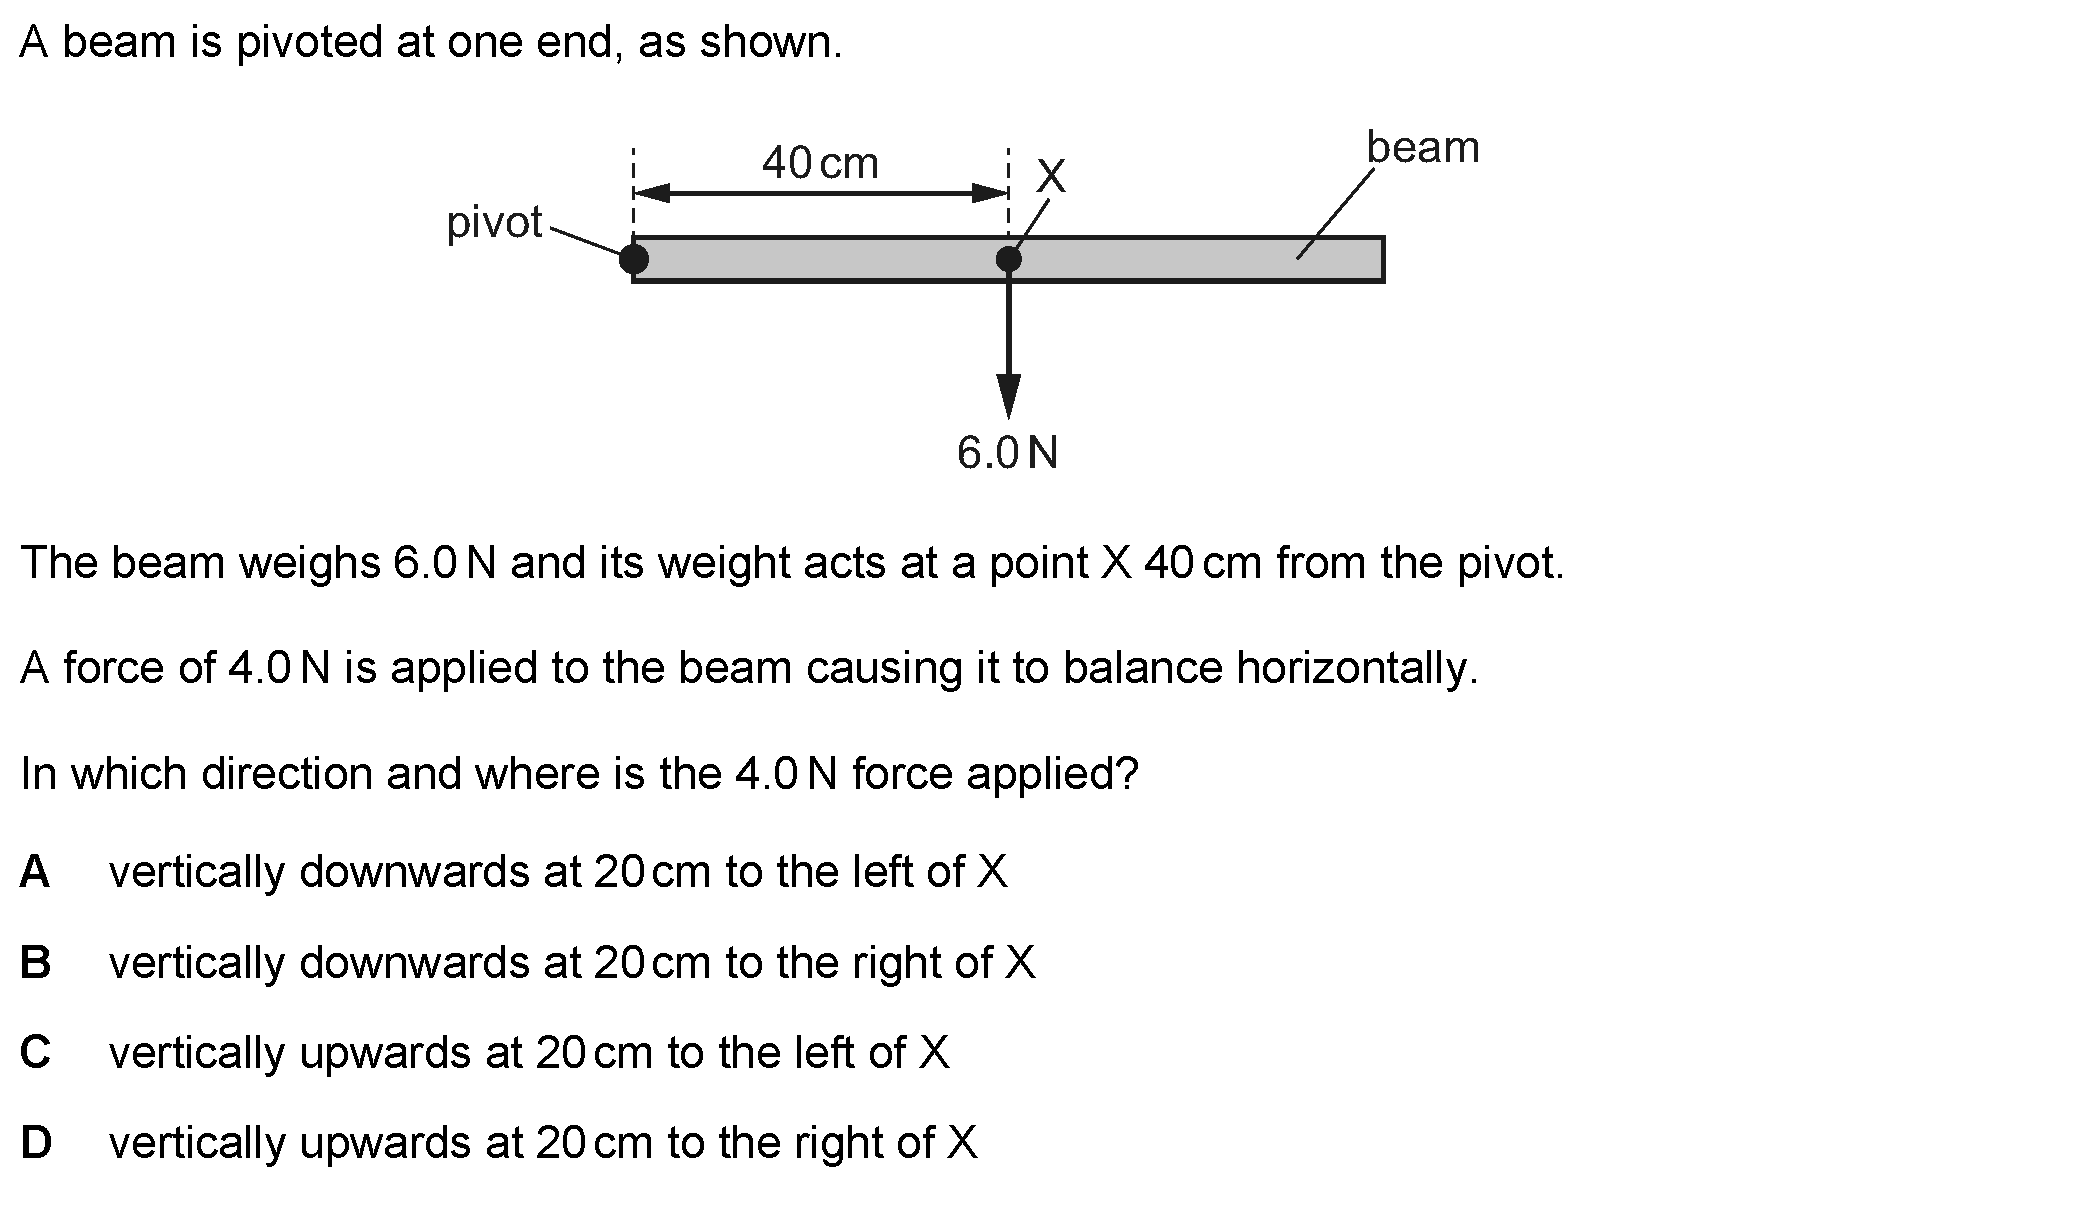 A beam is pivoted at one end, as shown.
40 cm
X
beam
pivot
6.0 N
The beam weighs 6.0 N and its weight acts at a point X 40 cm from the pivot.
A force of 4.0 N is applied to the beam causing it to balance horizontally.
In which direction and where is the 4.0 N force applied?
A vertically downwards at 20 cm to the left of X
B vertically downwards at 20 cm to the right of X
C vertically upwards at 20 cm to the left of X
D vertically upwards at 20 cm to the right of X